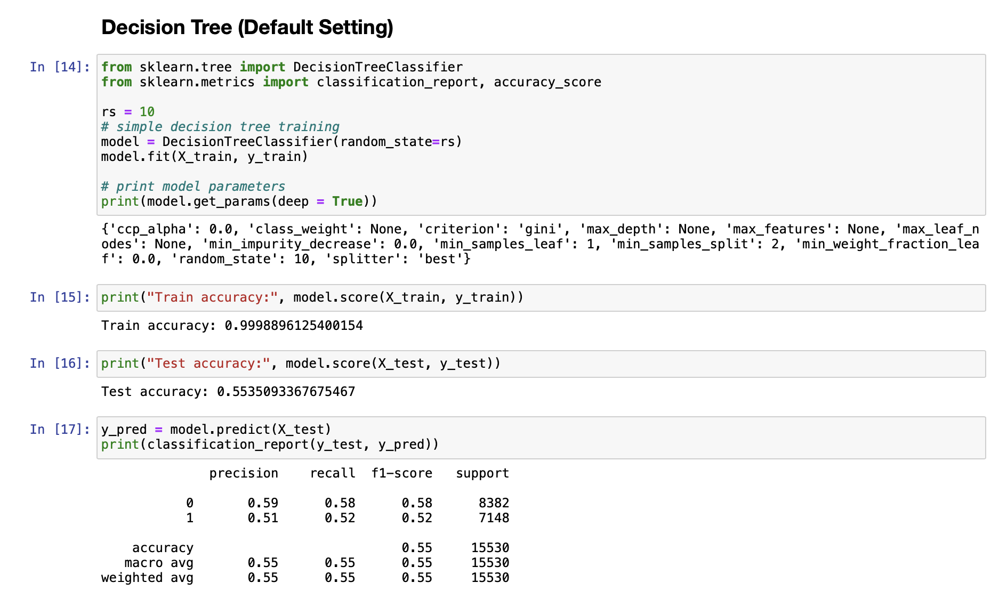 Decision Tree (Default Setting)
In [14]:
from sklearn.tree import DecisionTreeClassifier
from sklearn.metrics import classification_report, accuracy_score

rs = 10
# simple decision tree training
model = DecisionTreeClassifier(random_state=rs)
model.fit(X_train, y_train)

# print model parameters
print(model.get_params(deep = True))
{'ccp_alpha': 0.0, 'class_weight': None, 'criterion': 'gini', 'max_depth': None, 'max_features': None, 'max_leaf_n
odes': None, 'min_impurity_decrease': 0.0, 'min_samples_leaf': 1, 'min_samples_split': 2, 'min_weight_fraction_lea
f': 0.0, 'random_state': 10, 'splitter': 'best'}
In [15]:
print("Train accuracy:", model.score(X_train, y_train))
Train accuracy: 0.9998896125400154
In [16]:
print("Test accuracy:", model.score(X_test, y_test))
Test accuracy: 0.5535093367675467
In [17]:
y_pred = model.predict(X_test)
print(classification_report(y_test, y_pred))
precision recall f1-score support
0 0.59 0.58 0.58 8382
1 0.51 0.52 0.52 7148
accuracy 0.55 15530
macro avg 0.55 0.55 0.55 15530
weighted avg 0.55 0.55 0.55 15530